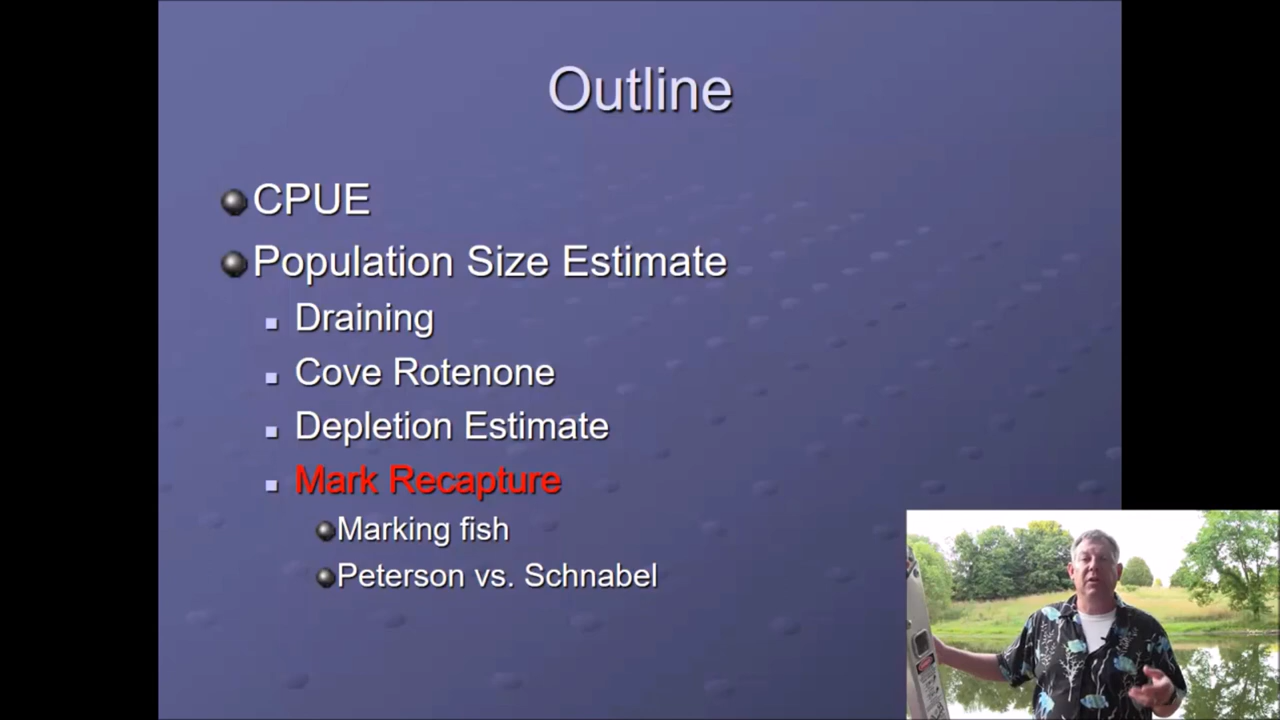 Outline
CPUE
Population Size Estimate
Draining
Cove Rotenone
Depletion Estimate
Mark Recapture
Marking fish
Peterson vs. Schnabel